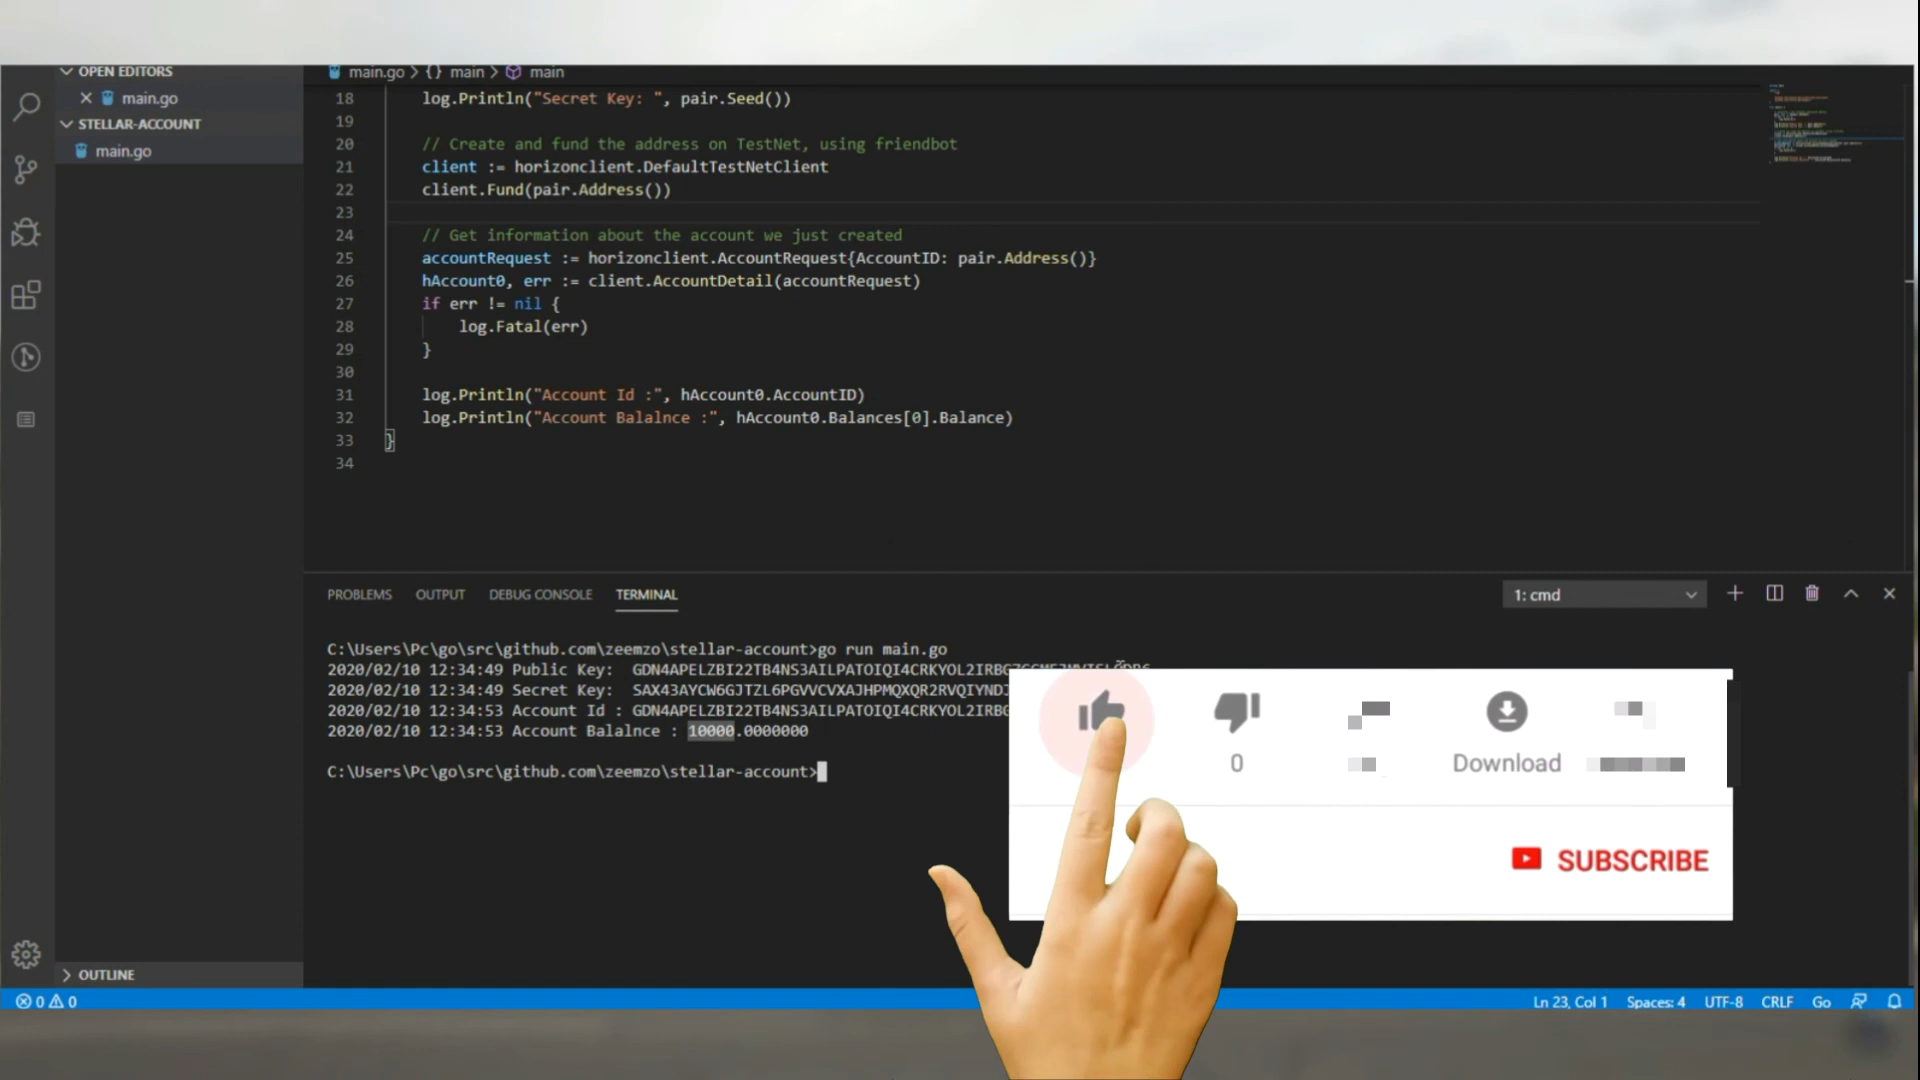 OPEN EDITORS
main.go
STELLAR-ACCOUNT
main.go
OUTLINE
main.go > {} main > main
18 log.Println("Secret Key: ", pair.Seed())
19
20 // Create and fund the address on TestNet, using friendbot
21 client := horizonclient.DefaultTestNetClient
22 client.Fund(pair.Address())
23
24 // Get information about the account we just created
25 accountRequest := horizonclient.AccountRequest{AccountID: pair.Address()}
26 hAccount0, err := client.AccountDetail(accountRequest)
27 if err != nil {
28 log.Fatal(err)
29 }
30
31 log.Println("Account Id :", hAccount0.AccountID)
32 log.Println("Account Balalnce :", hAccount0.Balances[0].Balance)
33 }
34
PROBLEMS OUTPUT DEBUG CONSOLE TERMINAL 1: cmd
C:\Users\Pc\go\src\github.com\zeemzo\stellar-account>go run main.go
2020/02/10 12:34:49 Public Key:
2020/02/10 12:34:49 Secret Key:
2020/02/10 12:34:53 Account Id :
2020/02/10 12:34:53 Account Balalnce : 10000.0000000
C:\Users\Pc\go\src\github.com\zeemzo\stellar-account>
0 Download
SUBSCRIBE
0 0 Ln 23, Col 1 Spaces: 4 UTF-8 CRLF Go